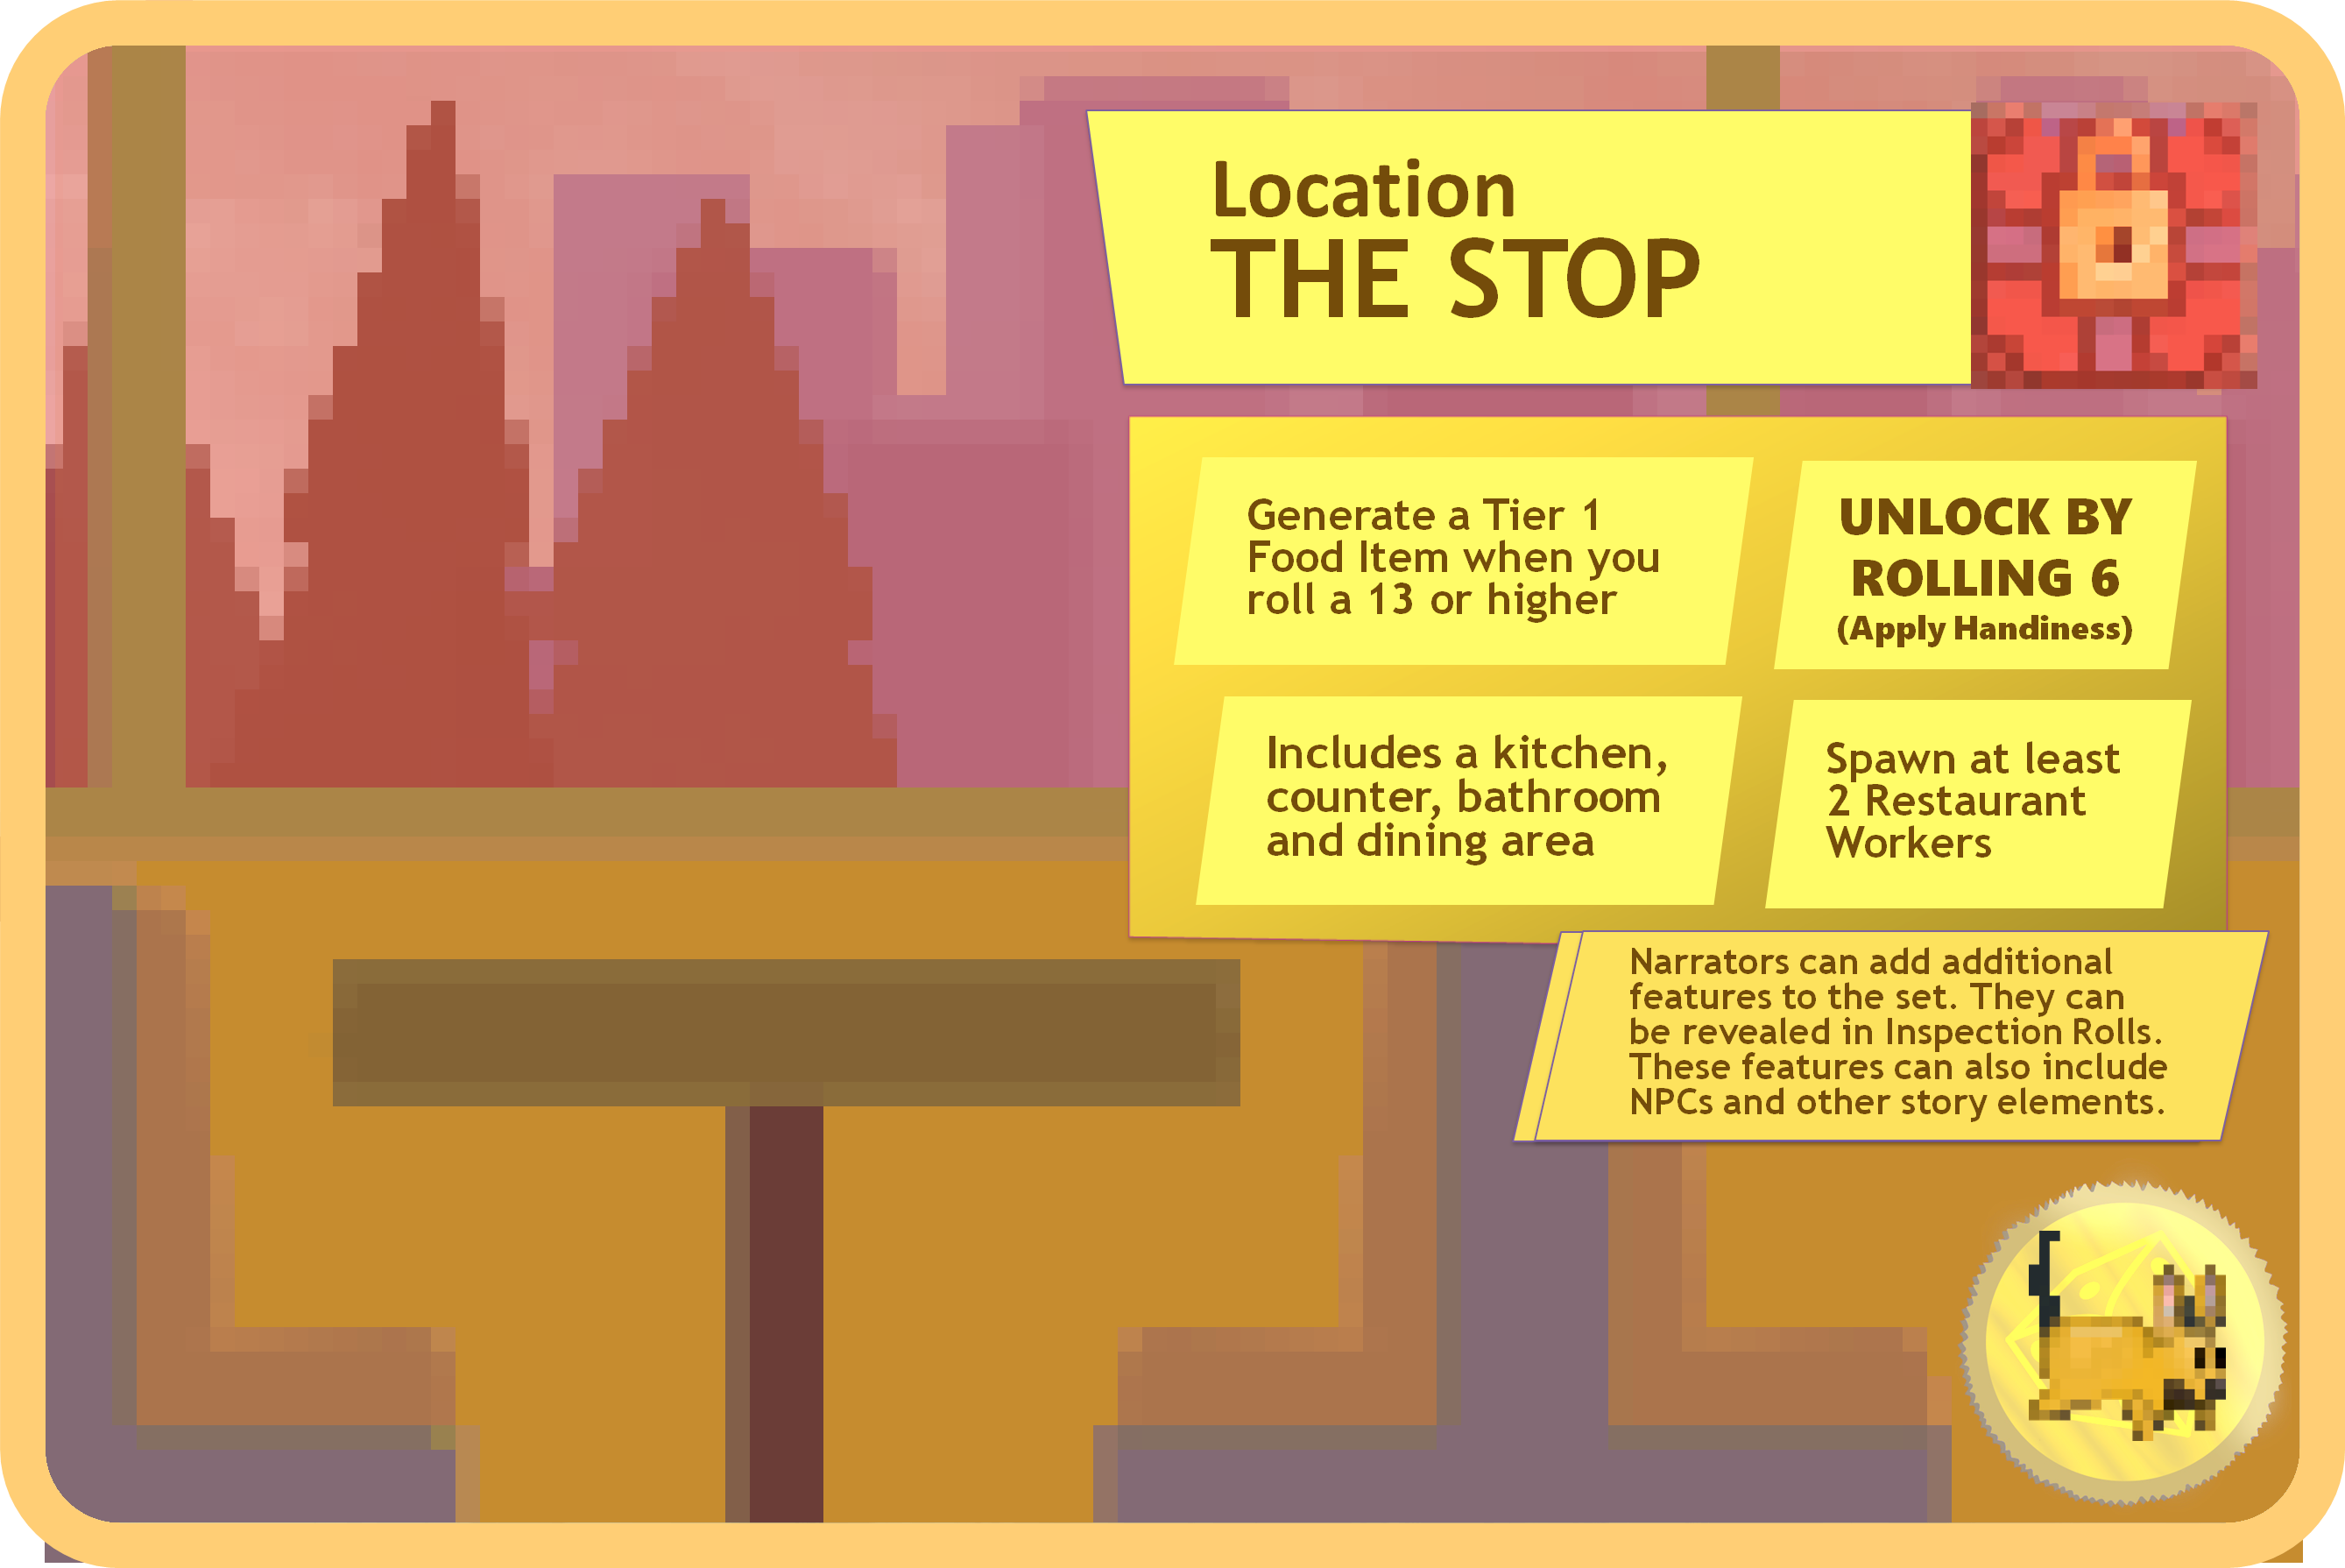 Location
THE STOP
Generate a Tier 1
Food Item when you
roll a 13 or higher
UNLOCK BY
ROLLING 6
(Apply Handiness)
Includes a kitchen,
counter, bathroom
and dining area
Spawn at least
2 Restaurant
Workers
Narrators can add additional
features to the set. They can
be revealed in Inspection Rolls.
These features can also include
NPCs and other story elements.